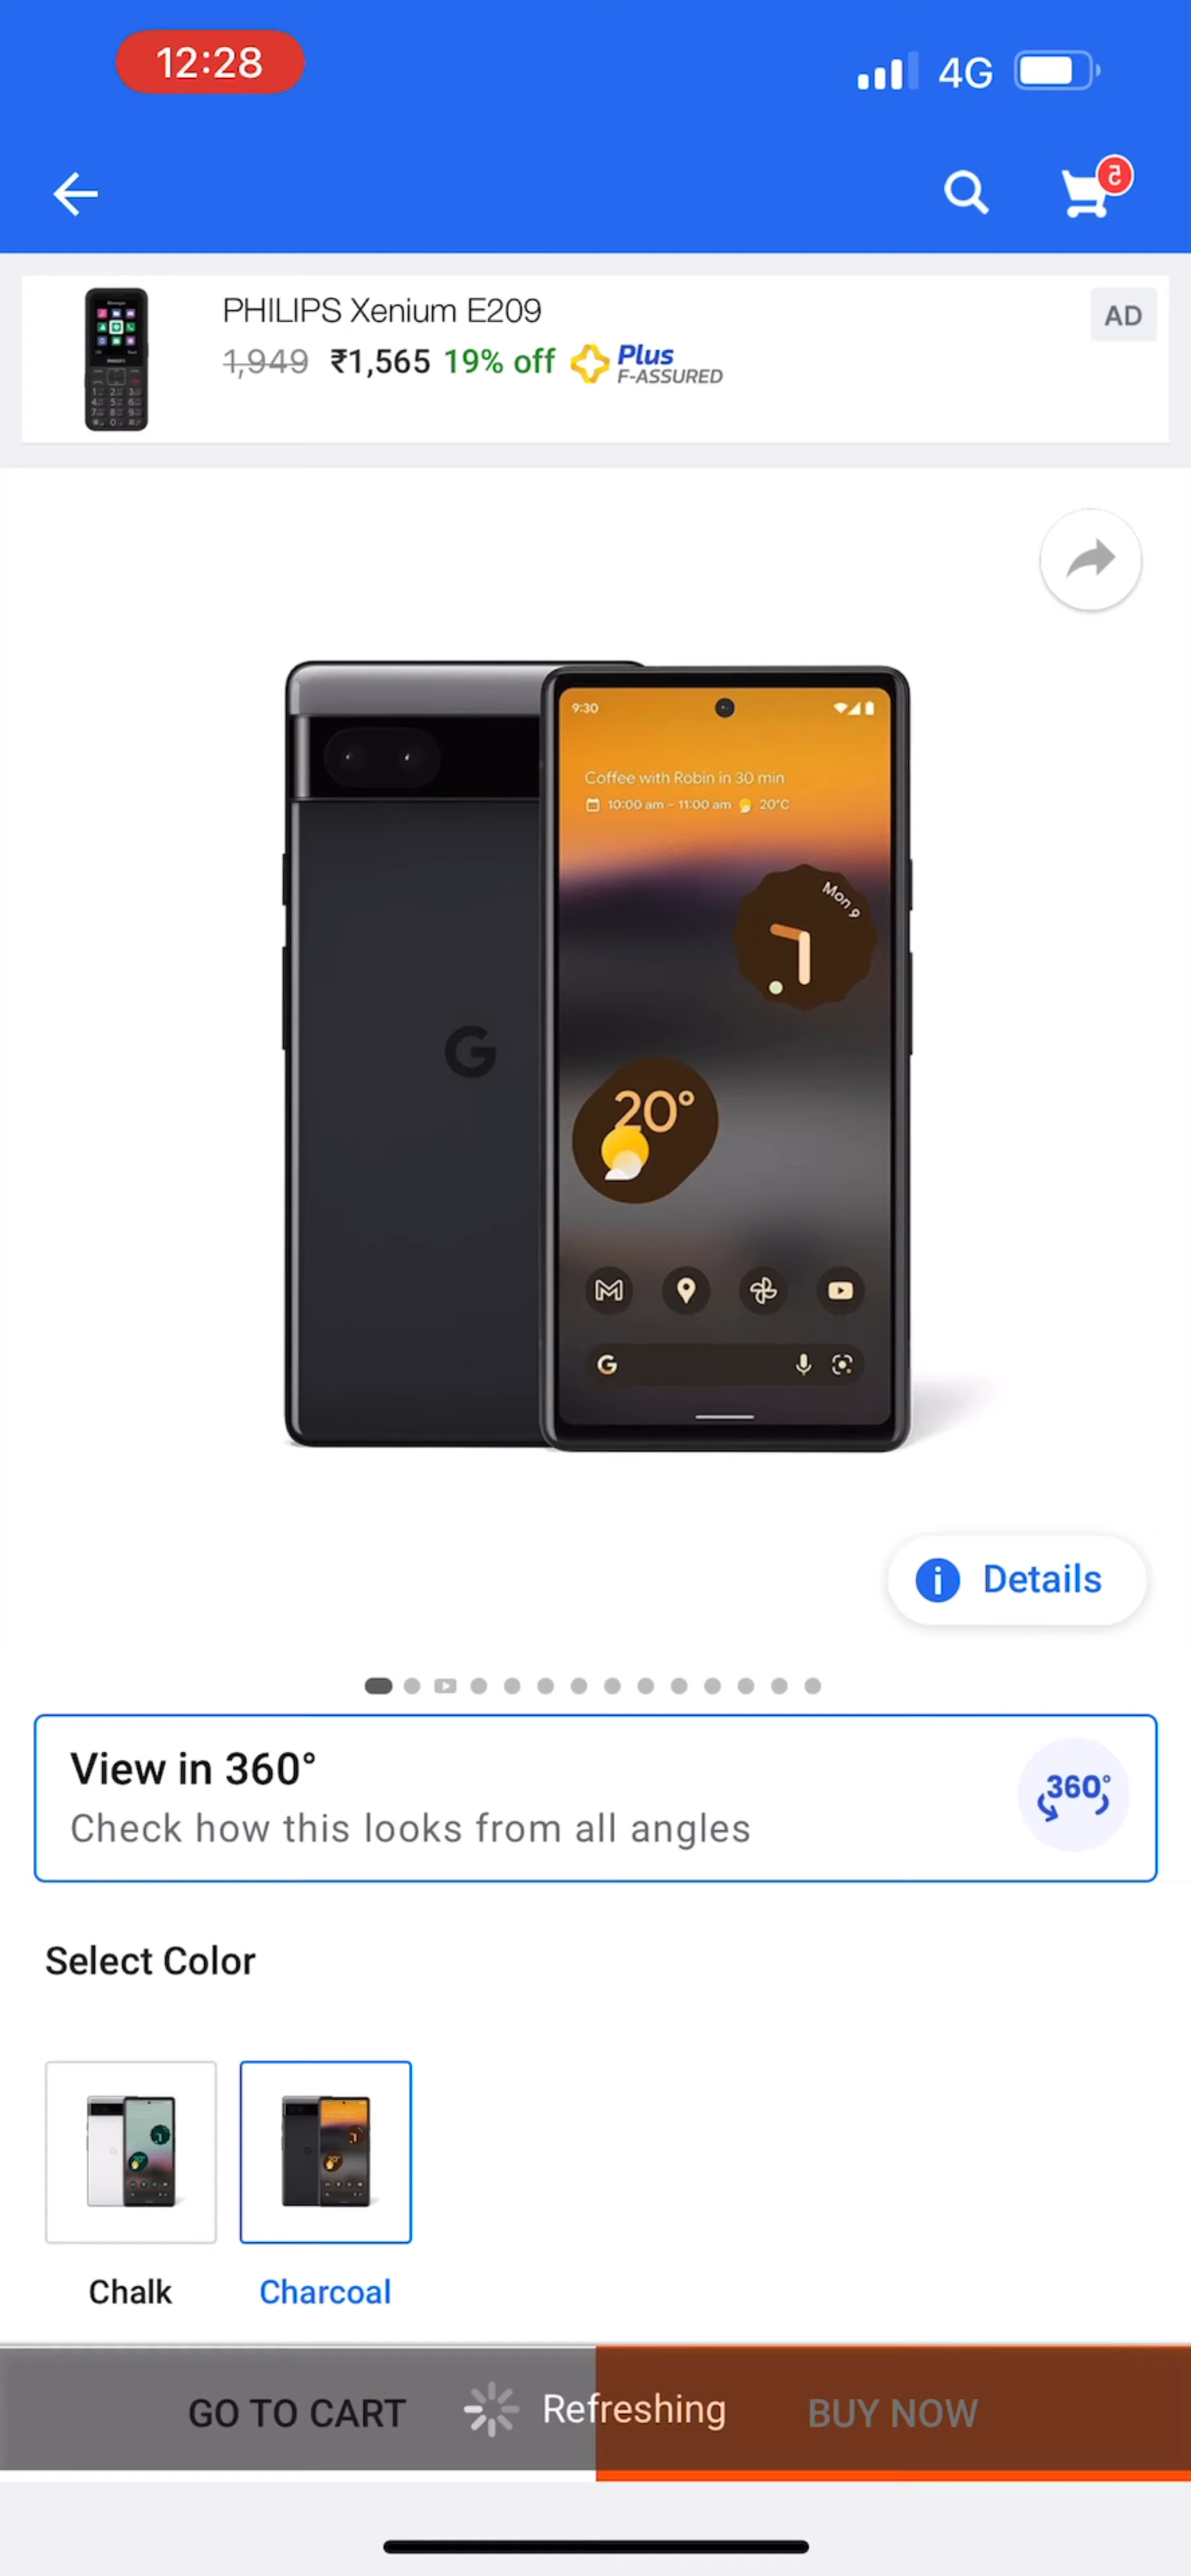 12:28
4G
5
PHILIPS Xenium E209
AD
1,949 ₹1,565 19% off Plus
F-ASSURED
9:30
Coffee with Robin in 30 min
10:00 am – 11:00 am 20°C
Mon 9
20°
G
G
Details
View in 360°
Check how this looks from all angles
360°
Select Color
Chalk
Charcoal
GO TO CART
Refreshing
BUY NOW